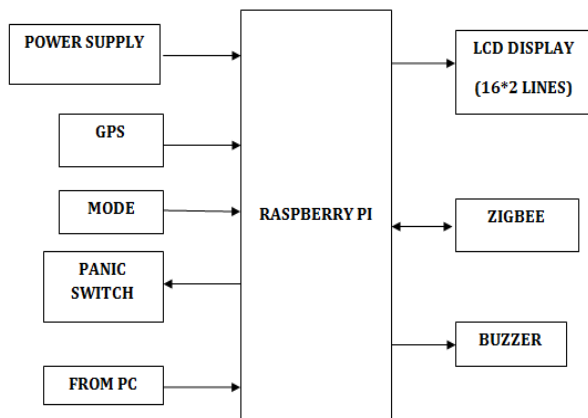 POWER SUPPLY
GPS
MODE
PANIC
SWITCH
FROM PC
RASPBERRY PI
LCD DISPLAY
(16*2 LINES)
ZIGBEE
BUZZER